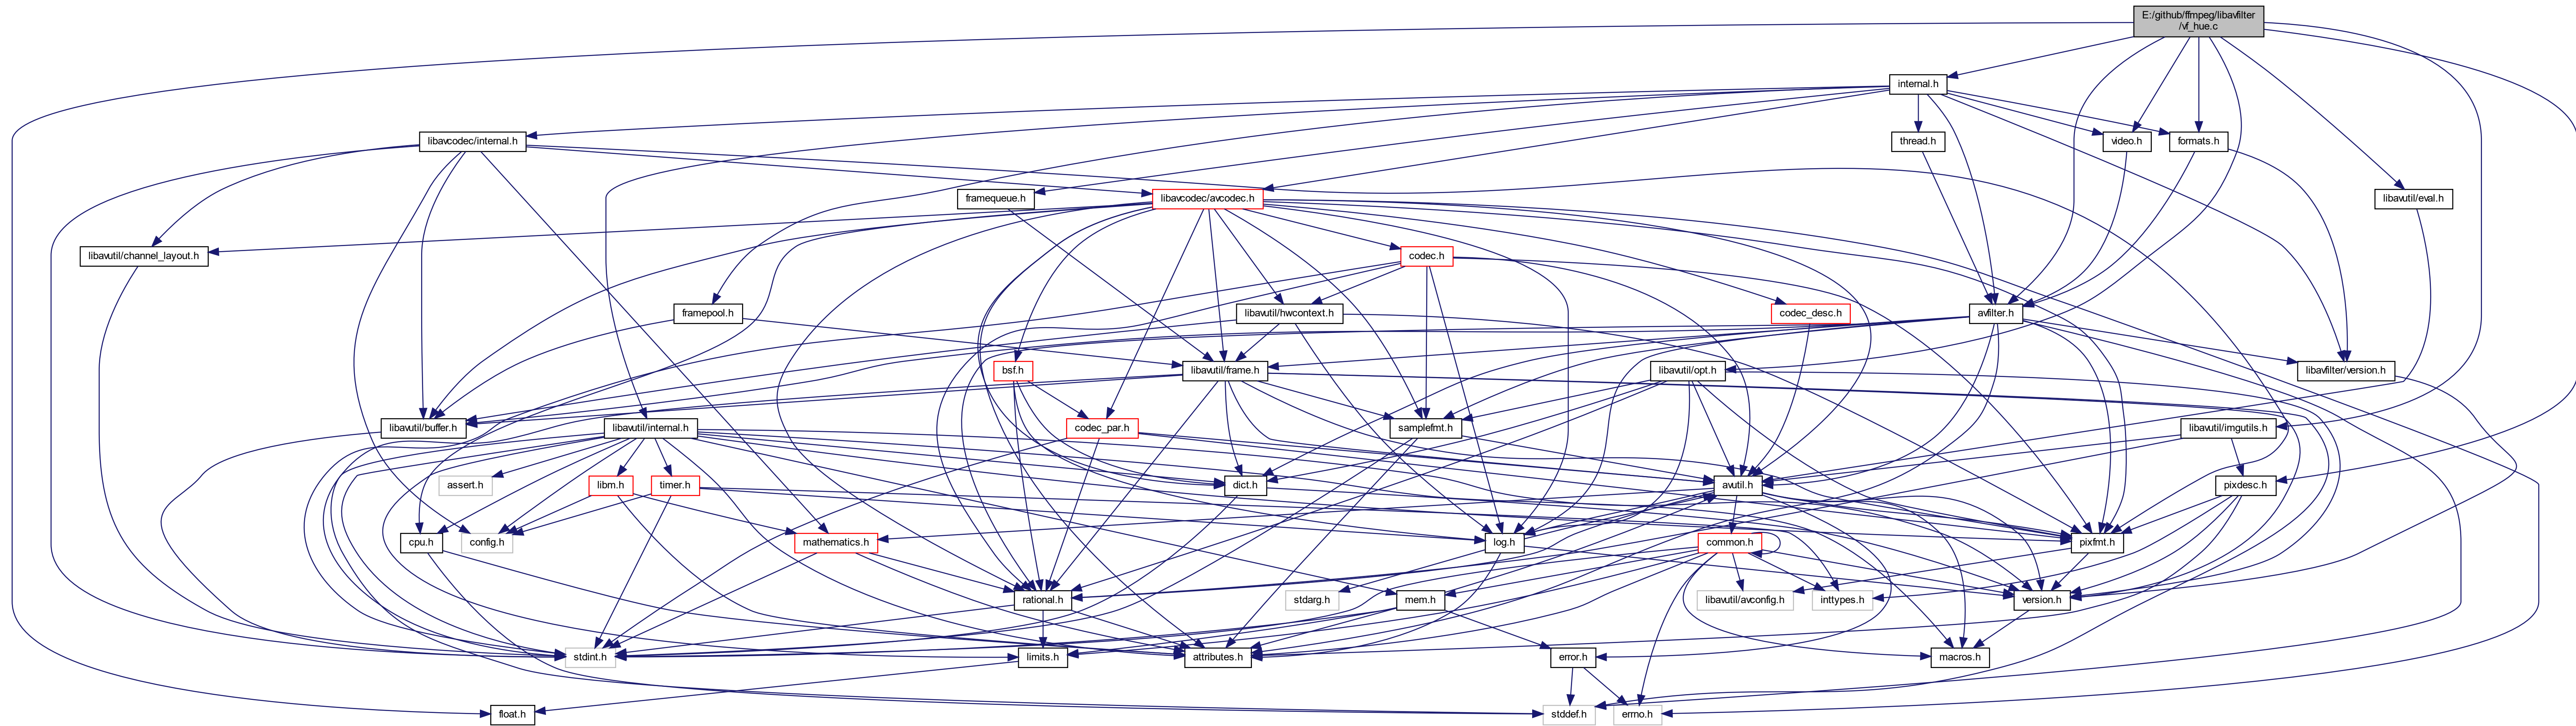 E:/github/ffmpeg/libavfilter
/vf_hue.c
internal.h
libavcodec/internal.h
thread.h
video.h
formats.h
framequeue.h
libavcodec/avcodec.h
libavutil/eval.h
libavutil/channel_layout.h
codec.h
framepool.h
libavutil/hwcontext.h
codec_desc.h
avfilter.h
bsf.h
libavutil/frame.h
libavutil/opt.h
libavfilter/version.h
libavutil/buffer.h
libavutil/internal.h
codec_par.h
samplefmt.h
libavutil/imgutils.h
assert.h
libm.h
timer.h
dict.h
avutil.h
pixdesc.h
cpu.h
config.h
mathematics.h
log.h
common.h
pixfmt.h
rational.h
stdarg.h
mem.h
libavutil/avconfig.h
inttypes.h
version.h
stdint.h
limits.h
attributes.h
error.h
macros.h
float.h
stddef.h
errno.h